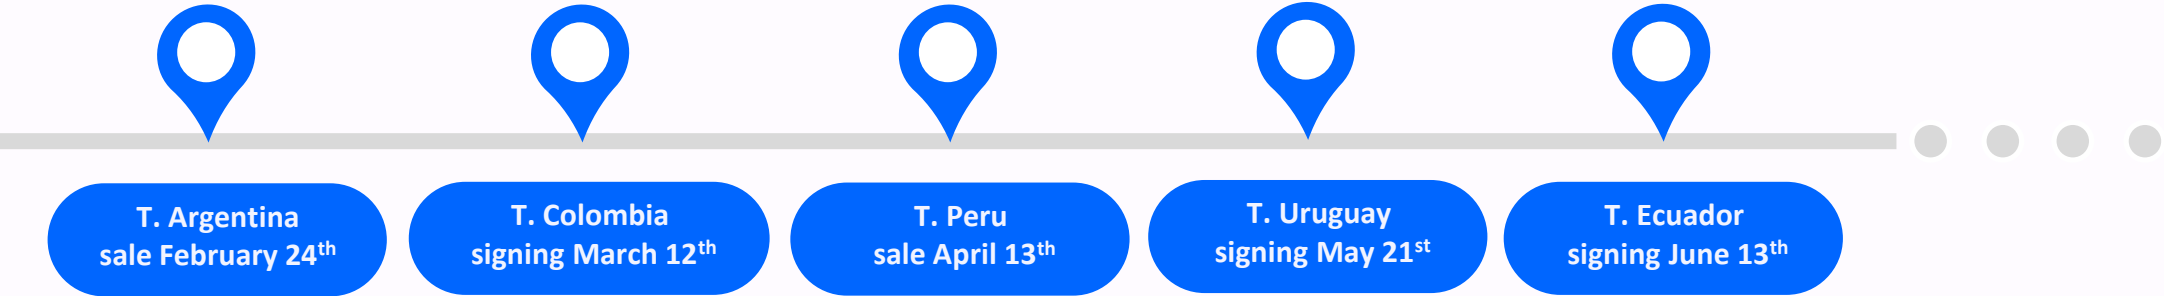 T. Argentina
sale February 24th
T. Colombia
signing March 12th
T. Peru
sale April 13th
T. Uruguay
signing May 21st
T. Ecuador
signing June 13th